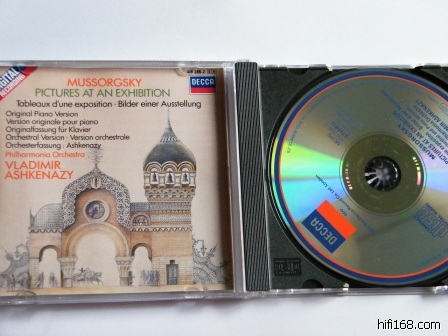 DIGITAL
RECORDING
MUSSORGSKY
PICTURES AT AN EXHIBITION
DECCA
Tableaux d'une exposition · Bilder einer Ausstellung
Original Piano Version
Version originale pour piano
Originalfassung für Klavier
Orchestral Version · Version orchestrale
Orchesterfassung · Ashkenazy
Philharmonia Orchestra
VLADIMIR
ASHKENAZY
DECCA
hifi168.com